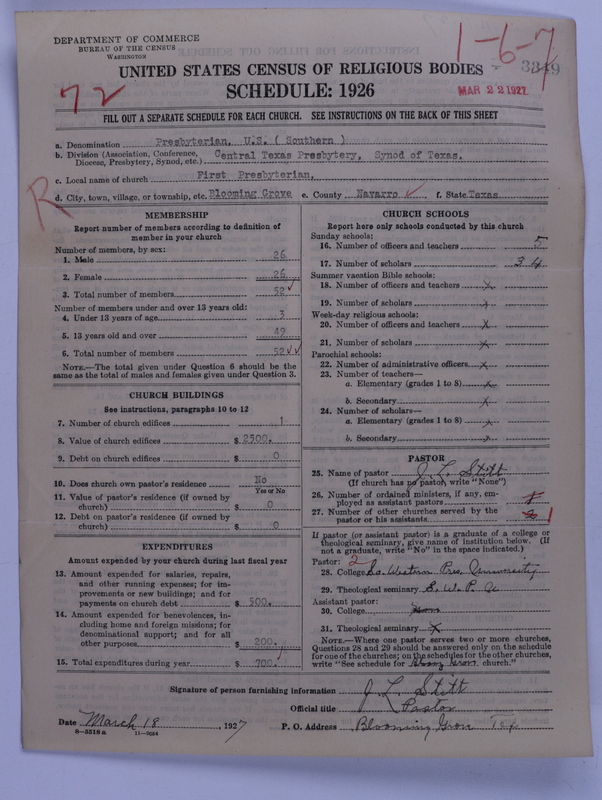 DEPARTMENT OF COMMERCE
BUREAU OF THE CENSUS
WASHINGTON
1-6-7
3349
72
UNITED STATES CENSUS OF RELIGIOUS BODIES
SCHEDULE: 1926
MAR 22 1927
FILL OUT A SEPARATE SCHEDULE FOR EACH CHURCH. SEE INSTRUCTIONS ON THE BACK OF THIS SHEET
a. Denomination Presbyterian, U.S. ( Southern )
b. Division (Association, Conference, Diocese, Presbytery, Synod, etc.) Central Texas Presbytery, Synod of Texas.
c. Local name of church First Presbyterian,
R
d. City, town, village, or township, etc. Blooming Grove e. County Navarro ✓ f. State Texas
MEMBERSHIP
Report number of members according to definition of
member in your church
Number of members, by sex:
1. Male 26
2. Female 26
3. Total number of members 52 ✓
Number of members under and over 13 years old:
4. Under 13 years of age 3
5. 13 years old and over 49
6. Total number of members 52 ✓✓
NOTE.—The total given under Question 6 should be the
same as the total of males and females given under Question 3.
CHURCH BUILDINGS
See instructions, paragraphs 10 to 12
7. Number of church edifices 1
8. Value of church edifices $ 2500.
9. Debt on church edifices $ 0
10. Does church own pastor's residence No
Yes or No
11. Value of pastor's residence (if owned by
church) $ 0
12. Debt on pastor's residence (if owned by
church) $ 0
EXPENDITURES
Amount expended by your church during last fiscal year
13. Amount expended for salaries, repairs,
and other running expenses; for im-
provements or new buildings; and for
payments on church debt $ 500.
14. Amount expended for benevolences, in-
cluding home and foreign missions; for
denominational support; and for all
other purposes $ 200.
15. Total expenditures during year $ 700.
CHURCH SCHOOLS
Report here only schools conducted by this church
Sunday schools:
16. Number of officers and teachers 5
17. Number of scholars 34
Summer vacation Bible schools:
18. Number of officers and teachers x
19. Number of scholars x
Week-day religious schools:
20. Number of officers and teachers x
21. Number of scholars x
Parochial schools:
22. Number of administrative officers x
23. Number of teachers—
a. Elementary (grades 1 to 8) x
b. Secondary x
24. Number of scholars—
a. Elementary (grades 1 to 8) x
b. Secondary x
PASTOR
25. Name of pastor J L Stitt
(If church has no pastor, write "None")
26. Number of ordained ministers, if any, em-
ployed as assistant pastors
27. Number of other churches served by the
pastor or his assistants 1
If pastor (or assistant pastor) is a graduate of a college or
theological seminary, give name of institution below. (If
not a graduate, write "No" in the space indicated.)
Pastor: 2
28. College So. Western Pres. University
29. Theological seminary S. W. P. U
Assistant pastor:
30. College
31. Theological seminary x
NOTE.—Where one pastor serves two or more churches,
Questions 28 and 29 should be answered only on the schedule
for one of the churches; on the schedules for the other churches,
write "See schedule for church."
Signature of person furnishing information J. L. Stitt
Official title Pastor
Date March 18, 1927 P. O. Address Blooming Grove Tex
8—5518 a 11—9084